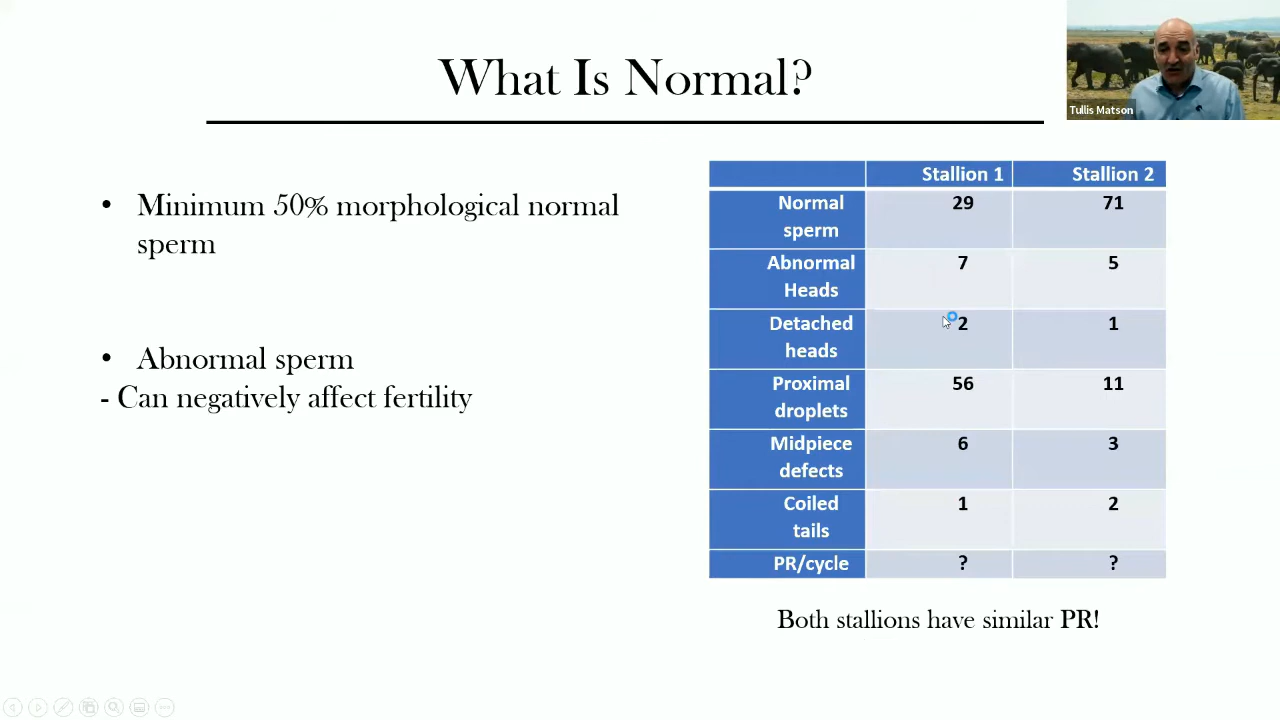 What Is Normal?
Tullis Matson
• Minimum 50% morphological normal
sperm
• Abnormal sperm
- Can negatively affect fertility
Stallion 1 Stallion 2
Normal
sperm 29 71
Abnormal
Heads 7 5
Detached
heads 2 1
Proximal
droplets 56 11
Midpiece
defects 6 3
Coiled
tails 1 2
PR/cycle ? ?
Both stallions have similar PR!